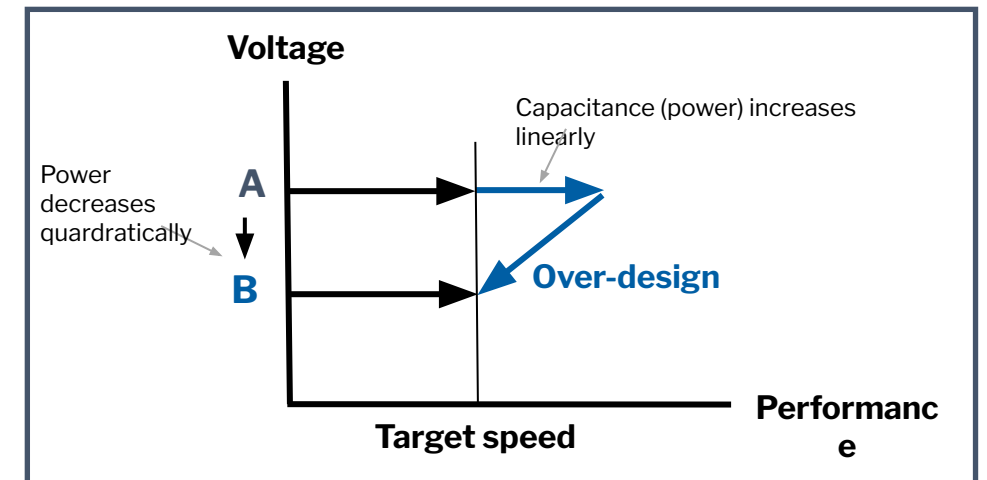 Voltage
Capacitance (power) increases
linearly
Power
decreases
quardratically
A
B
Over-design
Performanc
e
Target speed